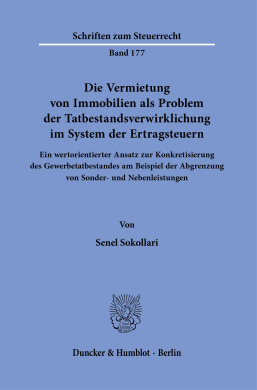 Schriften zum Steuerrecht
Band 177
Die Vermietung
von Immobilien als Problem
der Tatbestandsverwirklichung
im System der Ertragsteuern
Ein wertorientierter Ansatz zur Konkretisierung
des Gewerbetatbestandes am Beispiel der Abgrenzung
von Sonder- und Nebenleistungen
Von
Senel Sokollari
Duncker & Humblot · Berlin